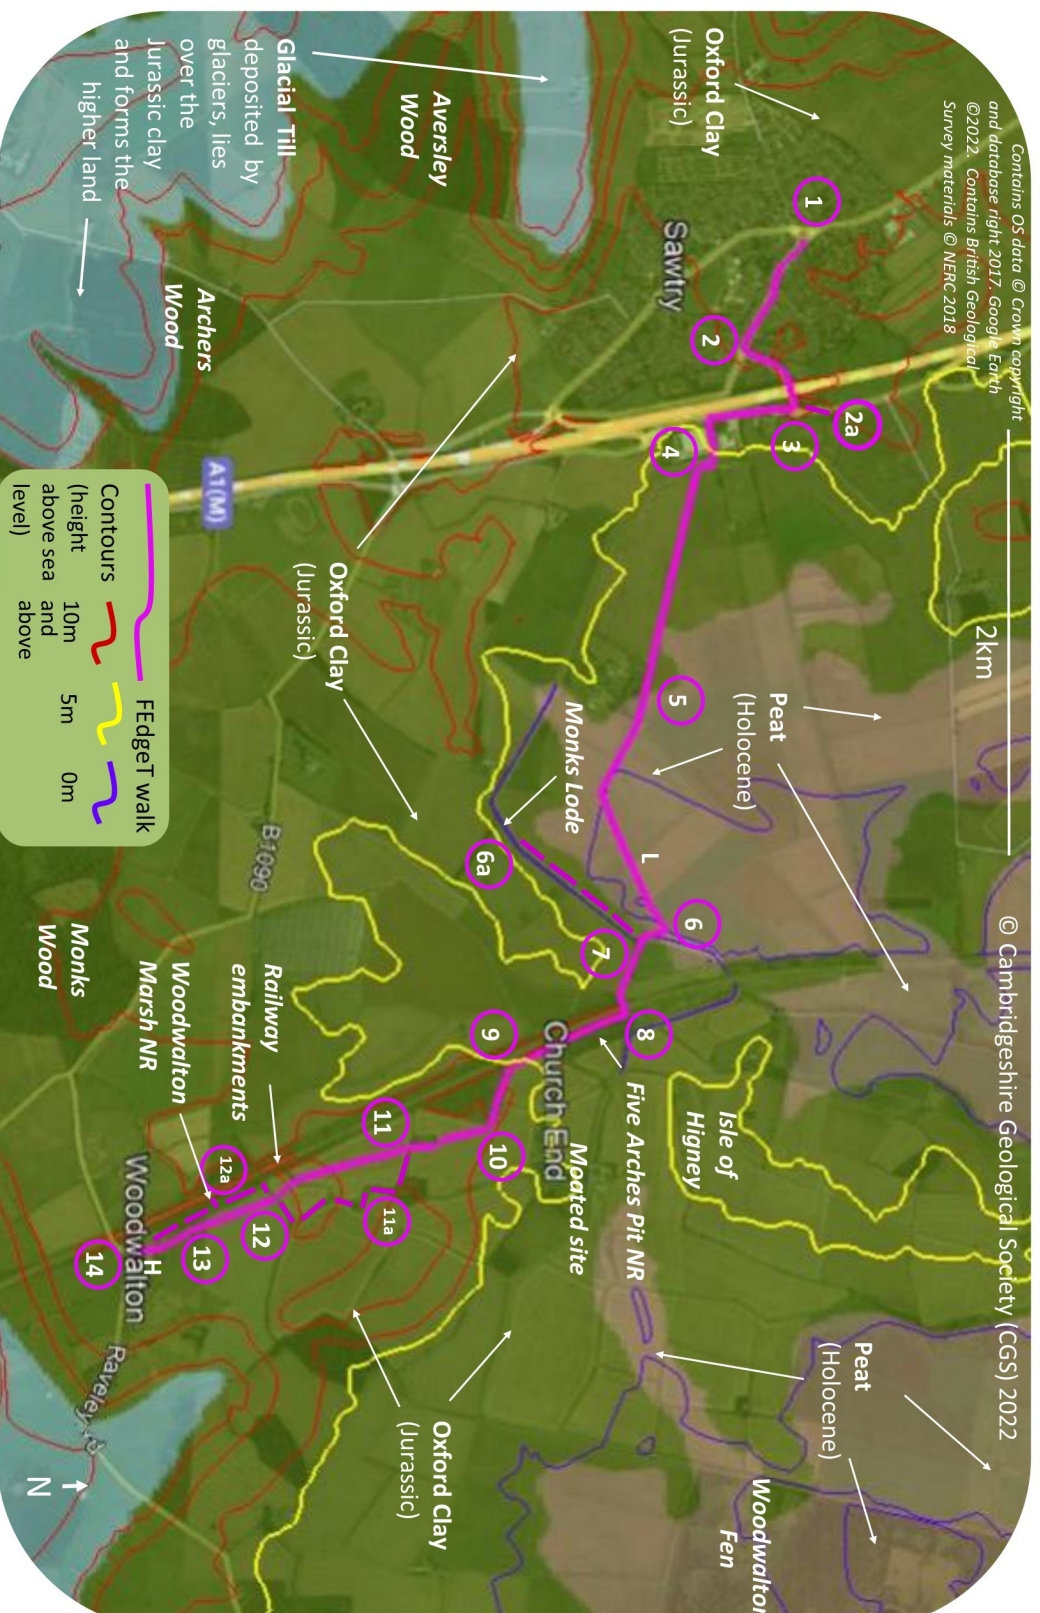 Contains OS data © Crown copyright
and database right 2017. Google Earth
©2022. Contains British Geological
Survey materials © NERC 2018
2km
© Cambridgeshire Geological Society (CGS) 2022
Oxford Clay
(Jurassic)
1
Sawtry
2
2a
3
4
Peat
(Holocene)
5
L
6
Monks Lode
6a
7
8
Five Arches Pit NR
Isle of
Higney
Peat
(Holocene)
Woodwalton
Fen
Aversley
Wood
Glacial Till
deposited by
glaciers, lies
over the
Jurassic clay
and forms the
higher land
Archers
Wood
A1(M)
Oxford Clay
(Jurassic)
9
Church End
Moated site
10
11
11a
Railway
embankments
Woodwalton
Marsh NR
12a
12
13
H
14
Woodwalton
B1090
Monks
Wood
Oxford Clay
(Jurassic)
N
FEdgeT walk
Contours
(height
above sea
level)
10m
and
above
5m
0m